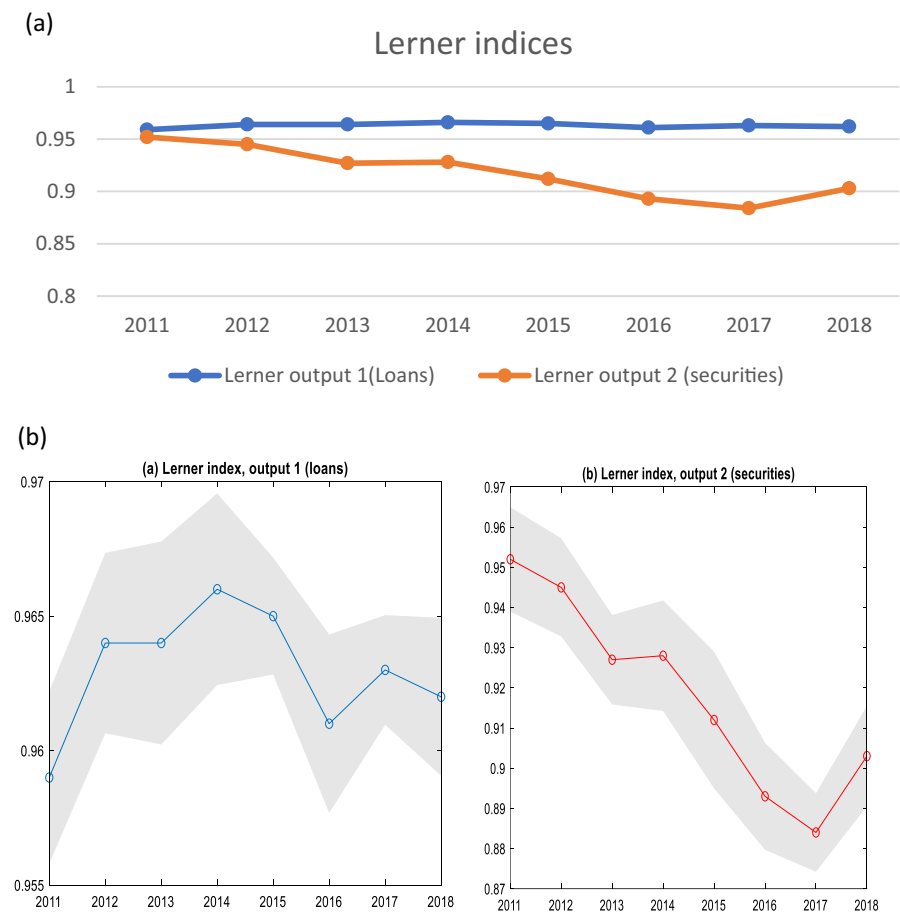 (a)
Lerner indices
1
0.95
0.9
0.85
0.8
2011 2012 2013 2014 2015 2016 2017 2018
Lerner output 1(Loans) Lerner output 2 (securities)
(b)
(a) Lerner index, output 1 (loans)
0.97
0.965
0.96
0.955
2011 2012 2013 2014 2015 2016 2017 2018
(b) Lerner index, output 2 (securities)
0.97
0.96
0.95
0.94
0.93
0.92
0.91
0.9
0.89
0.88
0.87
2011 2012 2013 2014 2015 2016 2017 2018